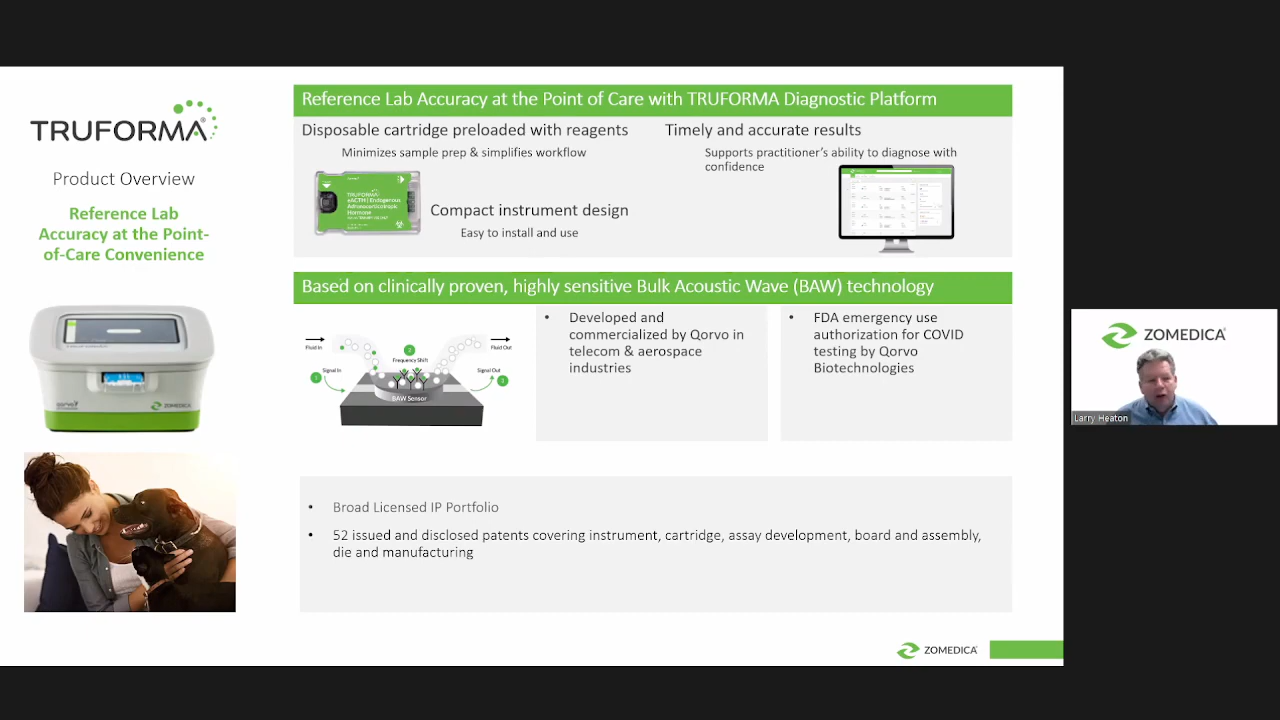 TRUFORMA®
Product Overview
Reference Lab
Accuracy at the Point-
of-Care Convenience
ZOMEDICA
Reference Lab Accuracy at the Point of Care with TRUFORMA Diagnostic Platform
Disposable cartridge preloaded with reagents
Minimizes sample prep & simplifies workflow
TRUFORMA
eACTH | Endogenous
Adrenocorticotropic
Hormone
Compact instrument design
Easy to install and use
Timely and accurate results
Supports practitioner's ability to diagnose with
confidence
Based on clinically proven, highly sensitive Bulk Acoustic Wave (BAW) technology
Fluid In
Fluid Out
2
Frequency Shift
Signal In
Signal Out
1
3
BAW Sensor
• Developed and
commercialized by Qorvo in
telecom & aerospace
industries
• FDA emergency use
authorization for COVID
testing by Qorvo
Biotechnologies
• Broad Licensed IP Portfolio
• 52 issued and disclosed patents covering instrument, cartridge, assay development, board and assembly,
die and manufacturing
ZOMEDICA
ZOMEDICA
Larry Heaton